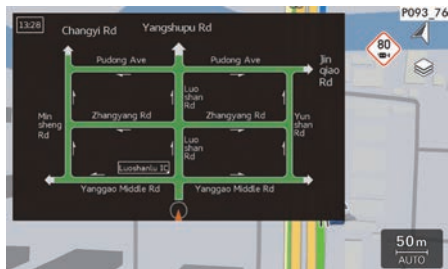 P093_76
13:28
Changyi Rd
Yangshupu Rd
80
Pudong Ave
Pudong Ave
Jin
qiao
Rd
Luo
shan
Rd
Min
sheng
Rd
Zhangyang Rd
Zhangyang Rd
Yun
shan
Rd
Luo
shan
Rd
Luoshanlu IC
Yanggao Middle Rd
Yanggao Middle Rd
50m
AUTO